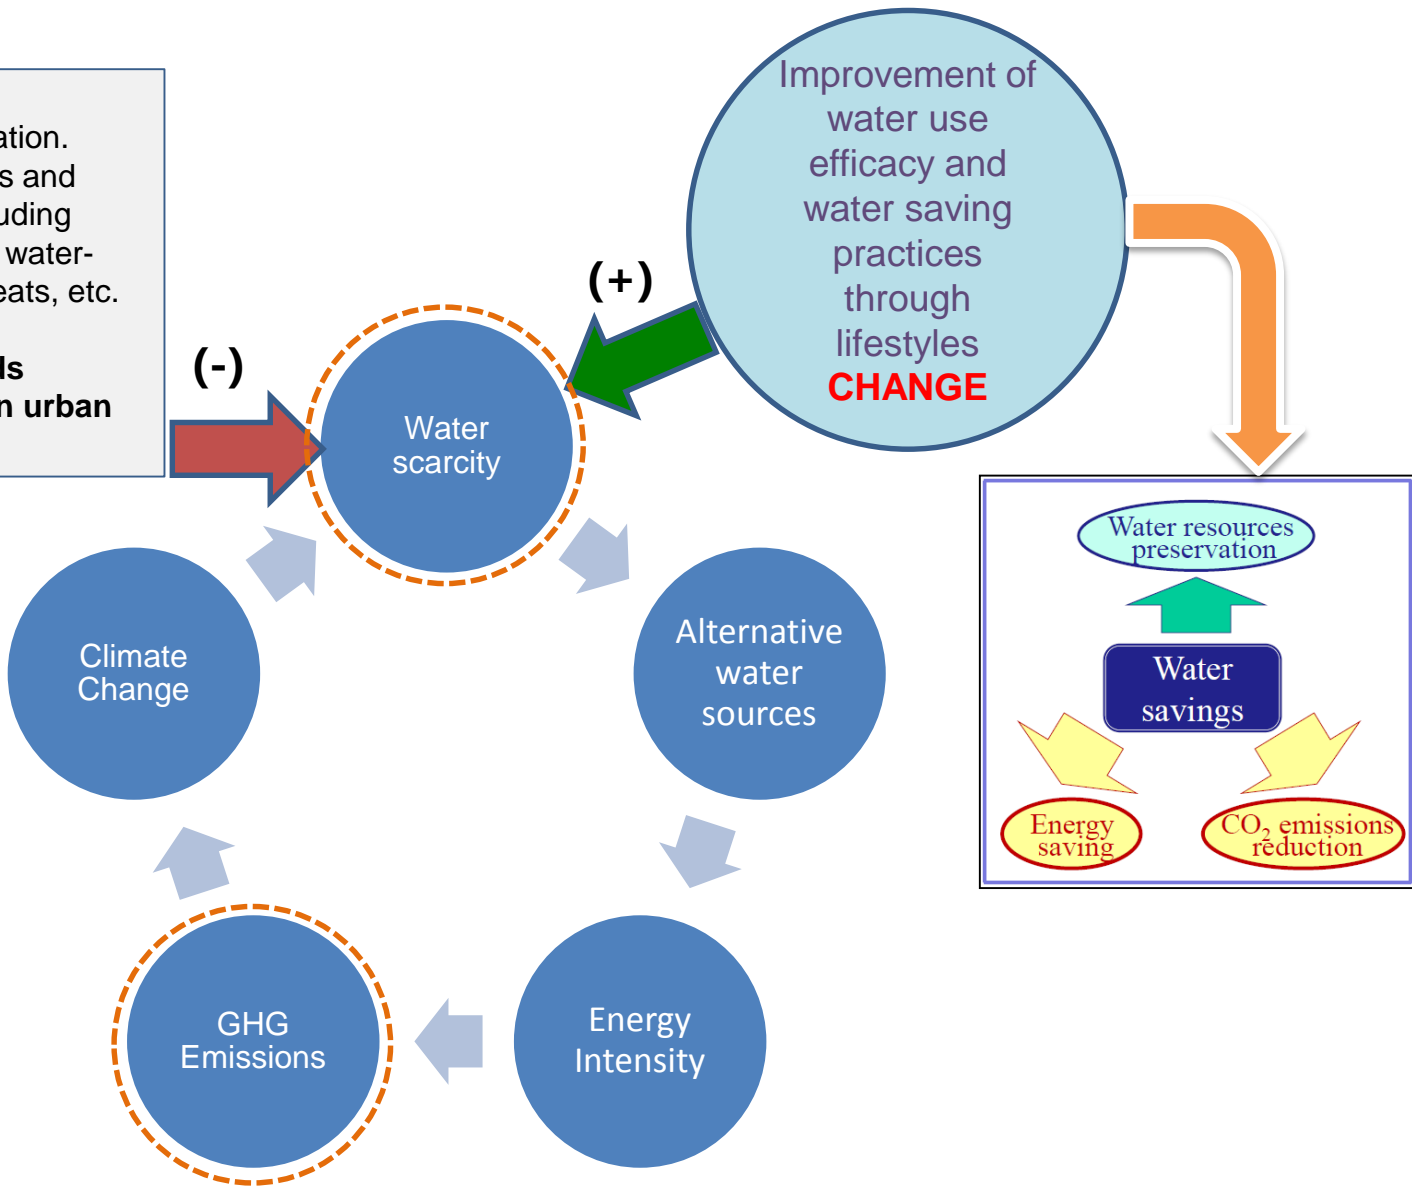 ation.
s and
uding
water-
eats, etc.
ds
n urban
(-)
(+)
Improvement of
water use
efficacy and
water saving
practices
through
lifestyles
CHANGE
Water
scarcity
Alternative
water
sources
Energy
Intensity
GHG
Emissions
Climate
Change
Water resources
preservation
Water
savings
Energy
saving
CO₂ emissions
reduction